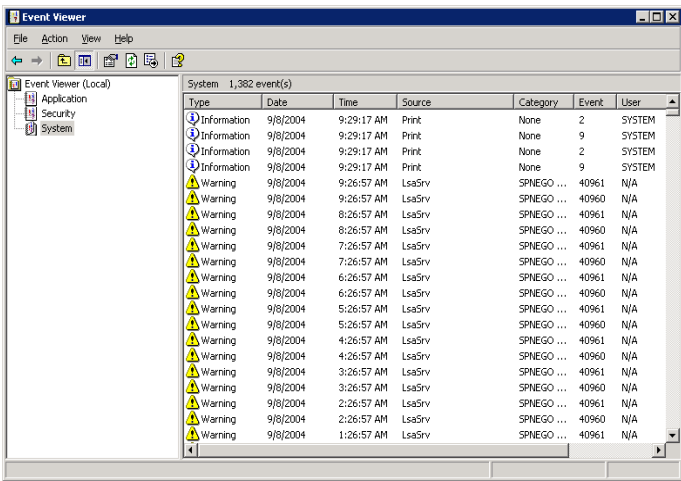 Event Viewer
File Action View Help
Event Viewer (Local)
Application
Security
System
System 1,382 event(s)
Type Date Time Source Category Event User
Information 9/8/2004 9:29:17 AM Print None 2 SYSTEM
Information 9/8/2004 9:29:17 AM Print None 9 SYSTEM
Information 9/8/2004 9:29:17 AM Print None 2 SYSTEM
Information 9/8/2004 9:29:17 AM Print None 9 SYSTEM
Warning 9/8/2004 9:26:57 AM LsaSrv SPNEGO ... 40961 N/A
Warning 9/8/2004 9:26:57 AM LsaSrv SPNEGO ... 40960 N/A
Warning 9/8/2004 8:26:57 AM LsaSrv SPNEGO ... 40961 N/A
Warning 9/8/2004 8:26:57 AM LsaSrv SPNEGO ... 40960 N/A
Warning 9/8/2004 7:26:57 AM LsaSrv SPNEGO ... 40961 N/A
Warning 9/8/2004 7:26:57 AM LsaSrv SPNEGO ... 40960 N/A
Warning 9/8/2004 6:26:57 AM LsaSrv SPNEGO ... 40961 N/A
Warning 9/8/2004 6:26:57 AM LsaSrv SPNEGO ... 40960 N/A
Warning 9/8/2004 5:26:57 AM LsaSrv SPNEGO ... 40961 N/A
Warning 9/8/2004 5:26:57 AM LsaSrv SPNEGO ... 40960 N/A
Warning 9/8/2004 4:26:57 AM LsaSrv SPNEGO ... 40961 N/A
Warning 9/8/2004 4:26:57 AM LsaSrv SPNEGO ... 40960 N/A
Warning 9/8/2004 3:26:57 AM LsaSrv SPNEGO ... 40961 N/A
Warning 9/8/2004 3:26:57 AM LsaSrv SPNEGO ... 40960 N/A
Warning 9/8/2004 2:26:57 AM LsaSrv SPNEGO ... 40961 N/A
Warning 9/8/2004 2:26:57 AM LsaSrv SPNEGO ... 40960 N/A
Warning 9/8/2004 1:26:57 AM LsaSrv SPNEGO ... 40961 N/A